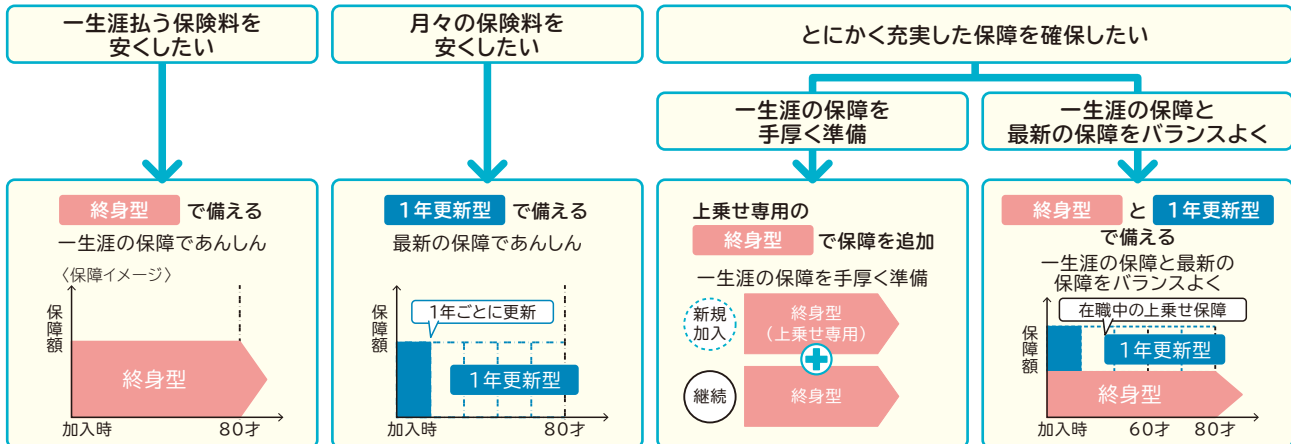 一生涯払う保険料を
安くしたい
月々の保険料を
安くしたい
とにかく充実した保障を確保したい
一生涯の保障を
手厚く準備
一生涯の保障と
最新の保障をバランスよく
終身型 で備える
一生涯の保障であんしん
〈保障イメージ〉
保障額
終身型
加入時
80才
1年更新型 で備える
最新の保障であんしん
保障額
1年ごとに更新
1年更新型
加入時
80才
上乗せ専用の
終身型 で保障を追加
一生涯の保障を手厚く準備
新規
加入
終身型
（上乗せ専用）
継続
終身型
終身型 と 1年更新型
で備える
一生涯の保障と最新の
保障をバランスよく
保障額
在職中の上乗せ保障
1年更新型
終身型
加入時
60才
80才